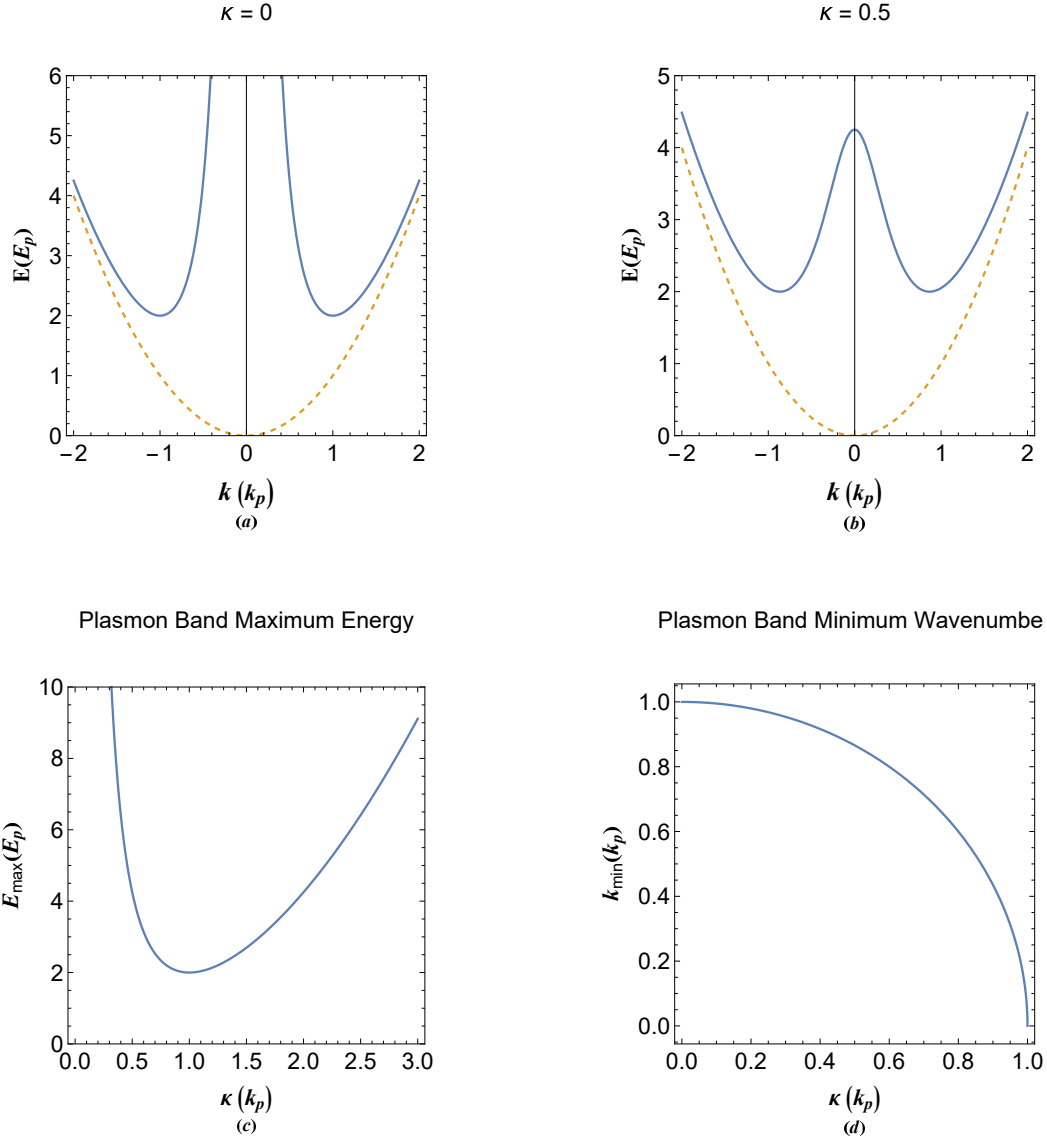 κ = 0
6
5
4
3
2
1
0
E(E_p)
−2 −1 0 1 2
k (k_p)
(a)
κ = 0.5
5
4
3
2
1
0
E(E_p)
−2 −1 0 1 2
k (k_p)
(b)
Plasmon Band Maximum Energy
10
8
6
4
2
0
E_max(E_p)
0.0 0.5 1.0 1.5 2.0 2.5 3.0
κ (k_p)
(c)
Plasmon Band Minimum Wavenumbe
1.0
0.8
0.6
0.4
0.2
0.0
k_min(k_p)
0.0 0.2 0.4 0.6 0.8 1.0
κ (k_p)
(d)